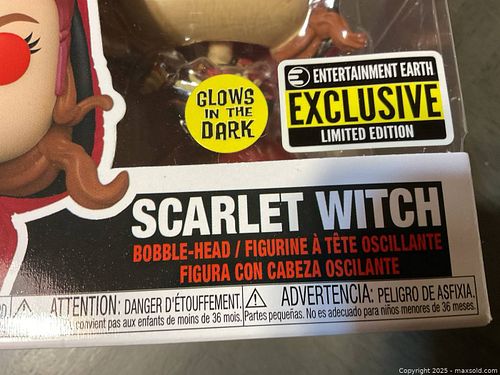 GLOWS
IN THE
DARK
ENTERTAINMENT EARTH
EXCLUSIVE
LIMITED EDITION
SCARLET WITCH
BOBBLE-HEAD / FIGURINE À TÊTE OSCILLANTE
FIGURA CON CABEZA OSCILANTE
ATTENTION: DANGER D'ÉTOUFFEMENT.
convient pas aux enfants de moins de 36 mois.
ADVERTENCIA: PELIGRO DE ASFIXIA.
Partes pequeñas. No es adecuado para niños menores de 36 meses.
Copyright 2025 - maxsold.com